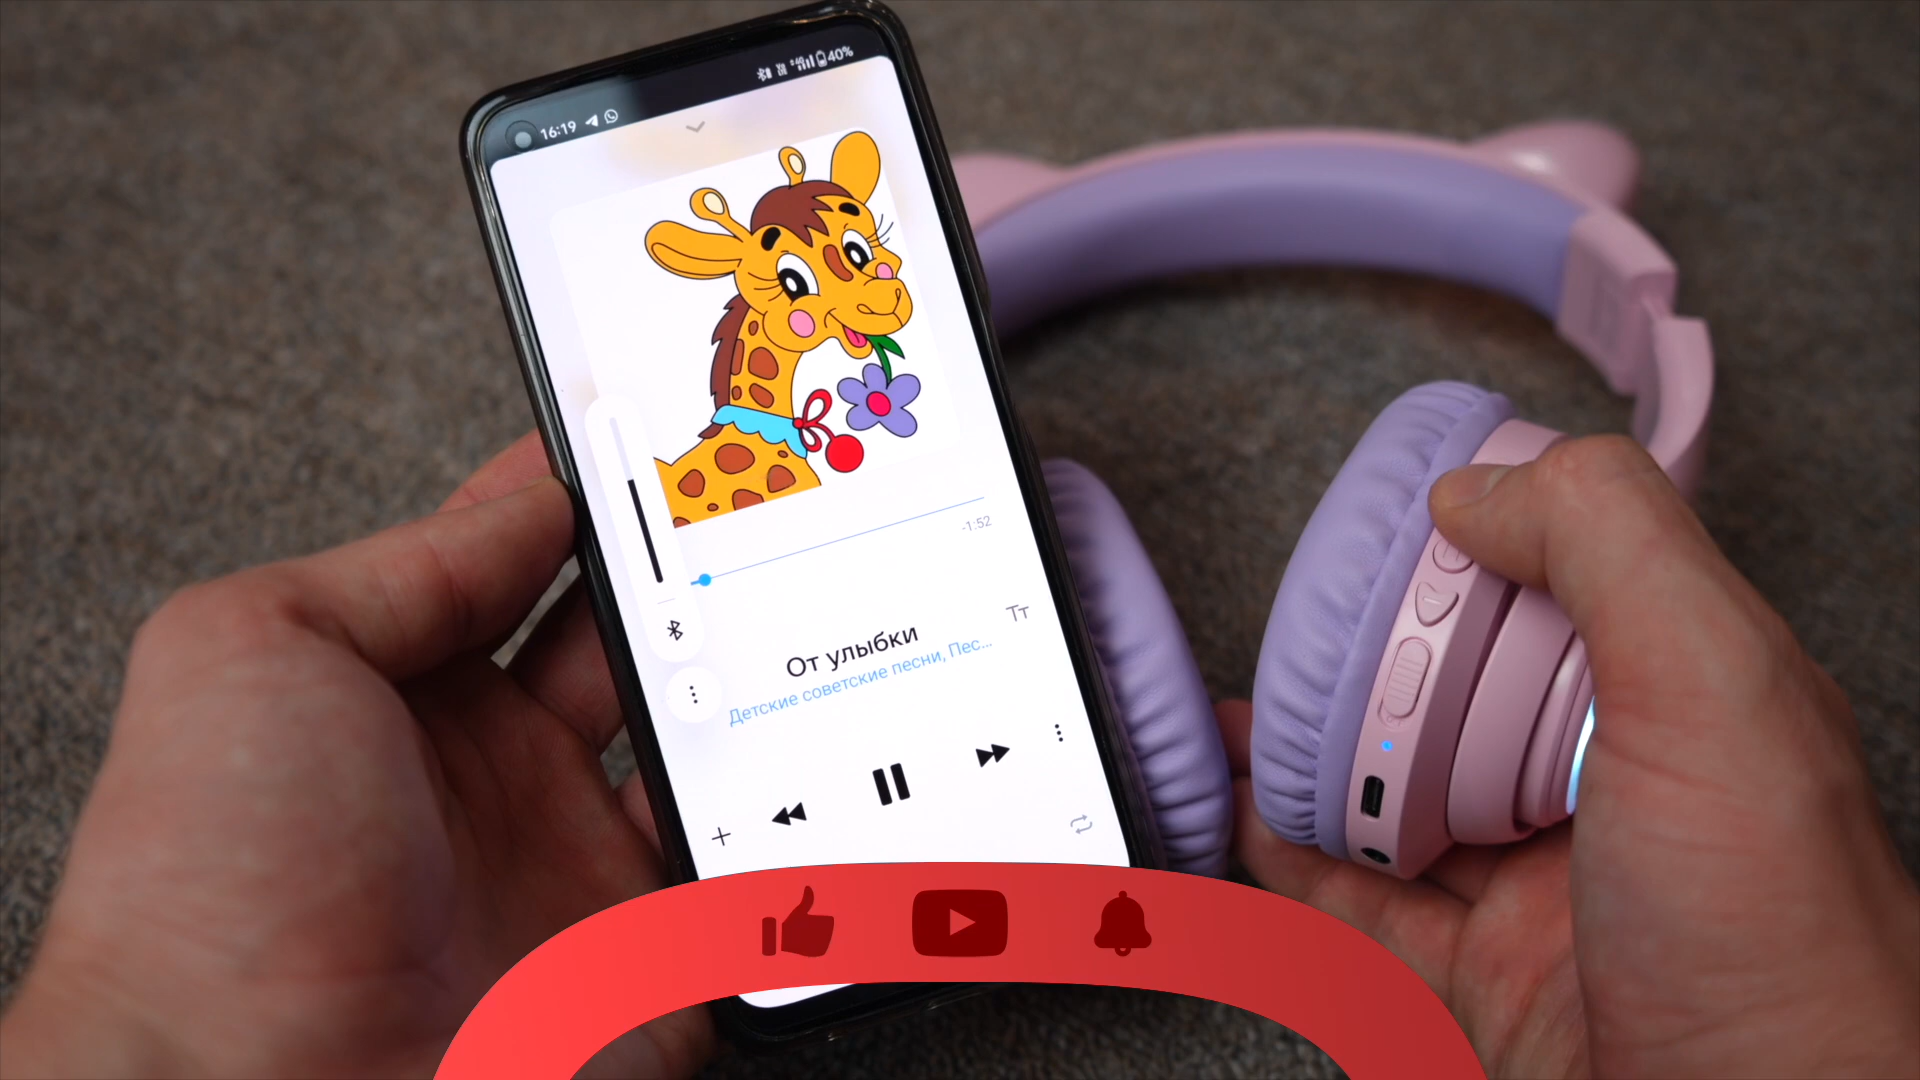 16:19
40%
-1:52
Тт
От улыбки
Детские советские песни, Пес...